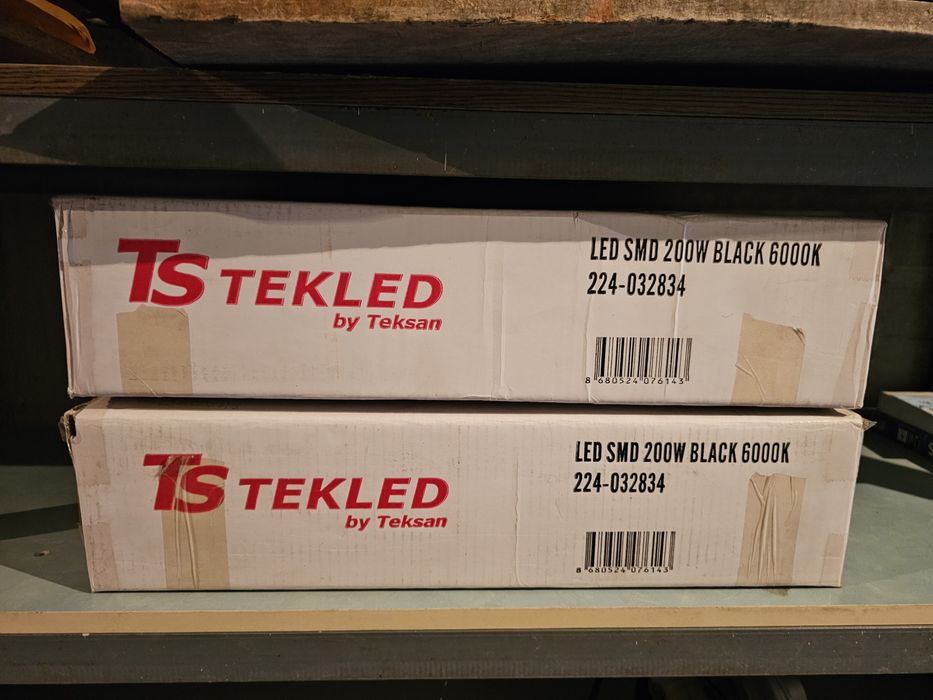 TS TEKLED
by Teksan
LED SMD 200W BLACK 6000K
224-032834
8 680524 076143
TS TEKLED
by Teksan
LED SMD 200W BLACK 6000K
224-032834
8 680524 076143